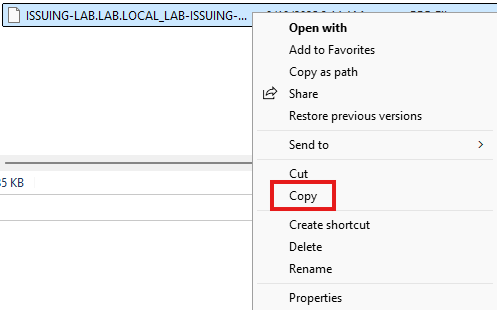 ISSUING-LAB.LAB.LOCAL_LAB-ISSUING-...
Open with
Add to Favorites
Copy as path
Share
Restore previous versions
Send to
35 KB
Cut
Copy
Create shortcut
Delete
Rename
Properties